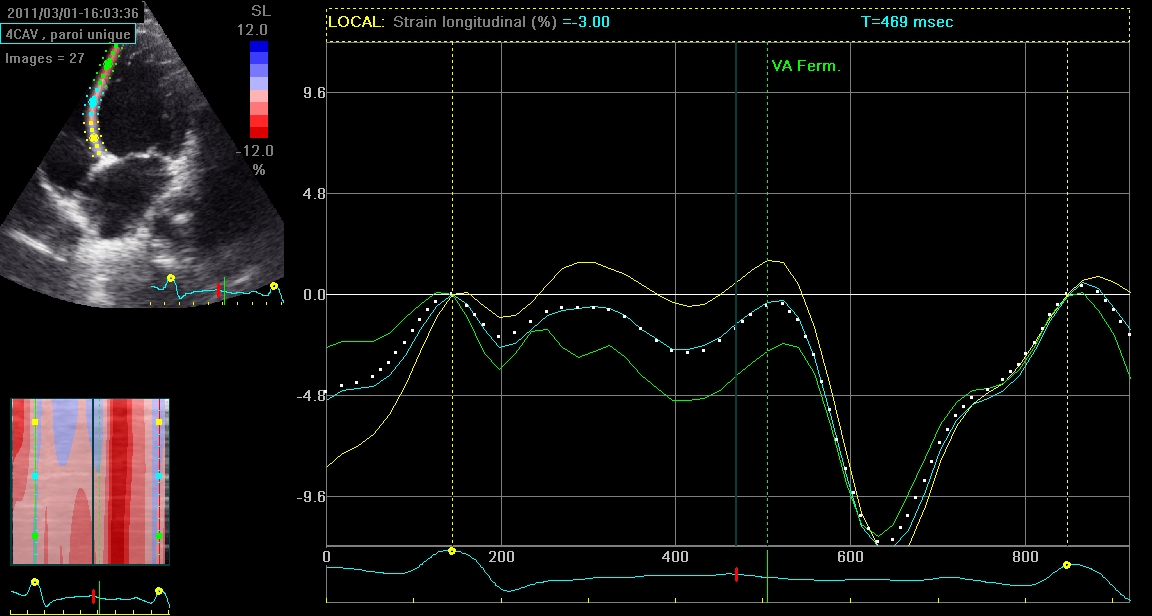 2011/03/01-16:03:36
4CAV , paroi unique
Images = 27
SL
12.0
-12.0
%
LOCAL: Strain longitudinal (%) =-3.00 T=469 msec
VA Ferm.
9.6
4.8
0.0
-4.8
-9.6
0 200 400 600 800